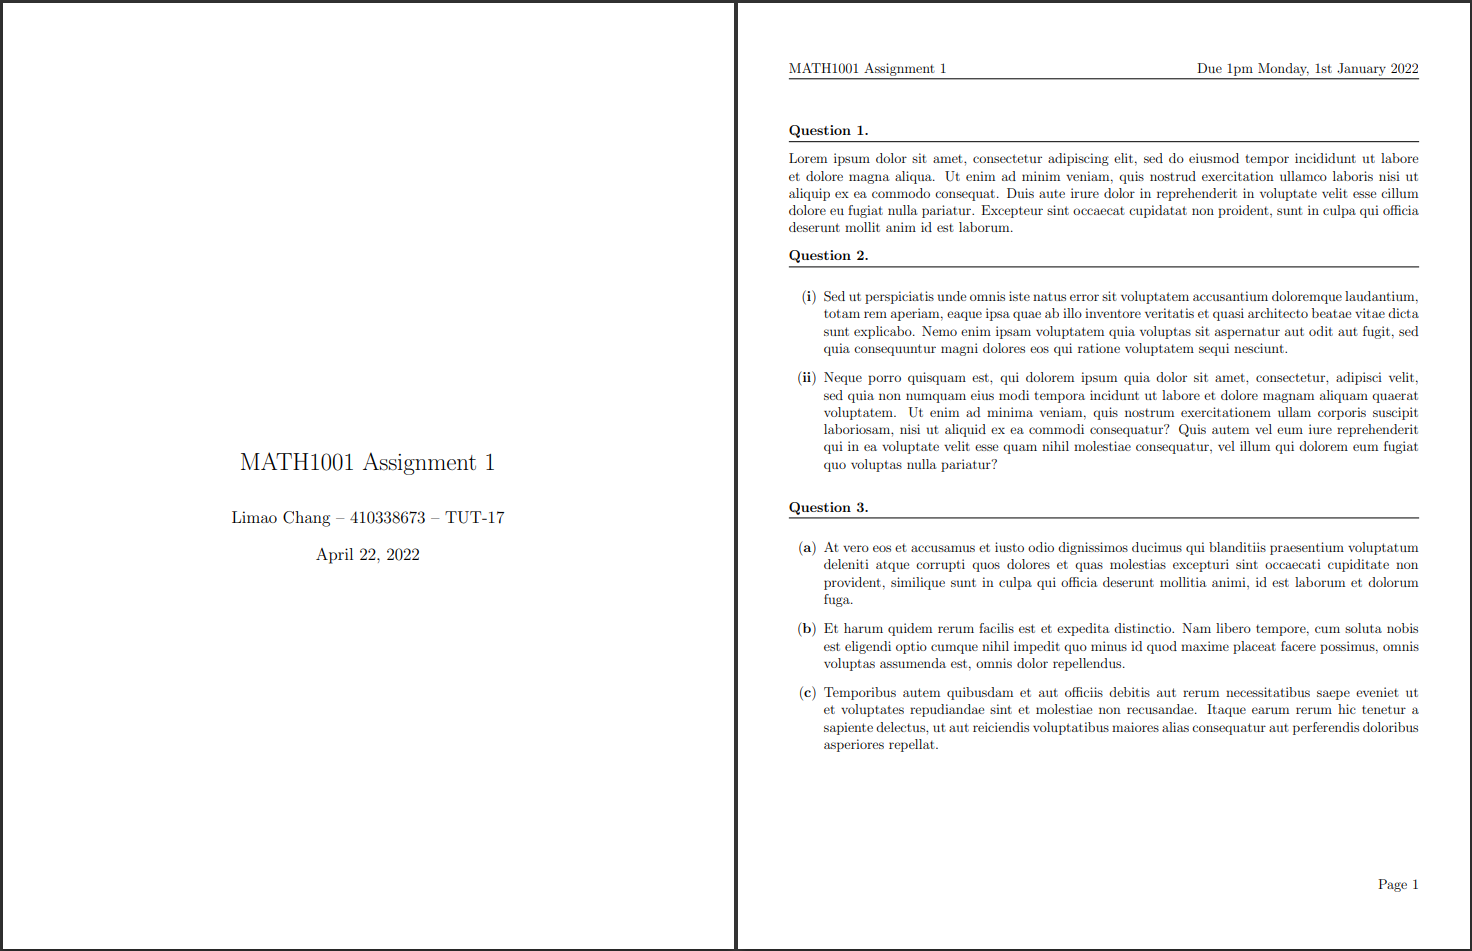 MATH1001 Assignment 1
Limao Chang – 410338673 – TUT-17
April 22, 2022
MATH1001 Assignment 1 Due 1pm Monday, 1st January 2022
Question 1.
Lorem ipsum dolor sit amet, consectetur adipiscing elit, sed do eiusmod tempor incididunt ut labore
et dolore magna aliqua. Ut enim ad minim veniam, quis nostrud exercitation ullamco laboris nisi ut
aliquip ex ea commodo consequat. Duis aute irure dolor in reprehenderit in voluptate velit esse cillum
dolore eu fugiat nulla pariatur. Excepteur sint occaecat cupidatat non proident, sunt in culpa qui officia
deserunt mollit anim id est laborum.
Question 2.
(i) Sed ut perspiciatis unde omnis iste natus error sit voluptatem accusantium doloremque laudantium,
totam rem aperiam, eaque ipsa quae ab illo inventore veritatis et quasi architecto beatae vitae dicta
sunt explicabo. Nemo enim ipsam voluptatem quia voluptas sit aspernatur aut odit aut fugit, sed
quia consequuntur magni dolores eos qui ratione voluptatem sequi nesciunt.
(ii) Neque porro quisquam est, qui dolorem ipsum quia dolor sit amet, consectetur, adipisci velit,
sed quia non numquam eius modi tempora incidunt ut labore et dolore magnam aliquam quaerat
voluptatem. Ut enim ad minima veniam, quis nostrum exercitationem ullam corporis suscipit
laboriosam, nisi ut aliquid ex ea commodi consequatur? Quis autem vel eum iure reprehenderit
qui in ea voluptate velit esse quam nihil molestiae consequatur, vel illum qui dolorem eum fugiat
quo voluptas nulla pariatur?
Question 3.
(a) At vero eos et accusamus et iusto odio dignissimos ducimus qui blanditiis praesentium voluptatum
deleniti atque corrupti quos dolores et quas molestias excepturi sint occaecati cupiditate non
provident, similique sunt in culpa qui officia deserunt mollitia animi, id est laborum et dolorum
fuga.
(b) Et harum quidem rerum facilis est et expedita distinctio. Nam libero tempore, cum soluta nobis
est eligendi optio cumque nihil impedit quo minus id quod maxime placeat facere possimus, omnis
voluptas assumenda est, omnis dolor repellendus.
(c) Temporibus autem quibusdam et aut officiis debitis aut rerum necessitatibus saepe eveniet ut
et voluptates repudiandae sint et molestiae non recusandae. Itaque earum rerum hic tenetur a
sapiente delectus, ut aut reiciendis voluptatibus maiores alias consequatur aut perferendis doloribus
asperiores repellat.
Page 1